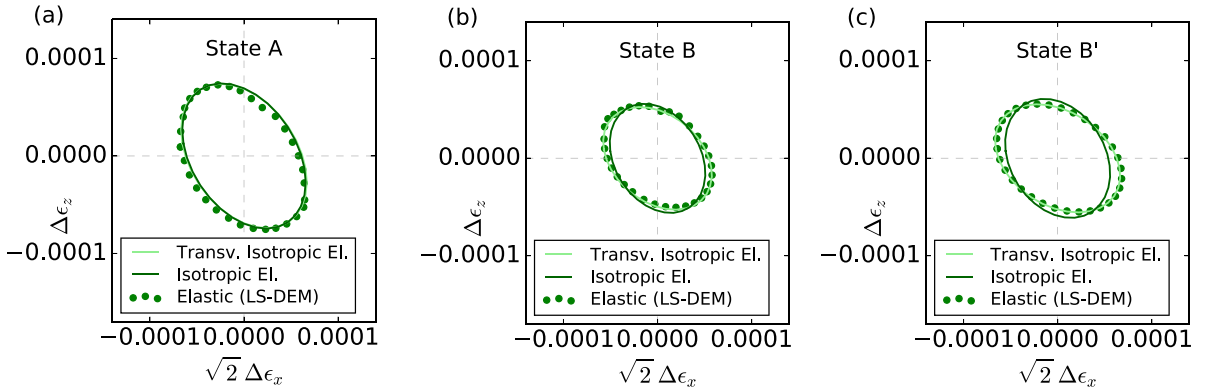 (a)
State A
0.0001
0.0000
−0.0001
Δϵz
Transv. Isotropic El.
Isotropic El.
Elastic (LS-DEM)
−0.0001
0.0000
0.0001
√2 Δϵx
(b)
State B
0.0001
0.0000
−0.0001
Δϵz
Transv. Isotropic El.
Isotropic El.
Elastic (LS-DEM)
−0.0001
0.0000
0.0001
√2 Δϵx
(c)
State B'
0.0001
0.0000
−0.0001
Δϵz
Transv. Isotropic El.
Isotropic El.
Elastic (LS-DEM)
−0.0001
0.0000
0.0001
√2 Δϵx